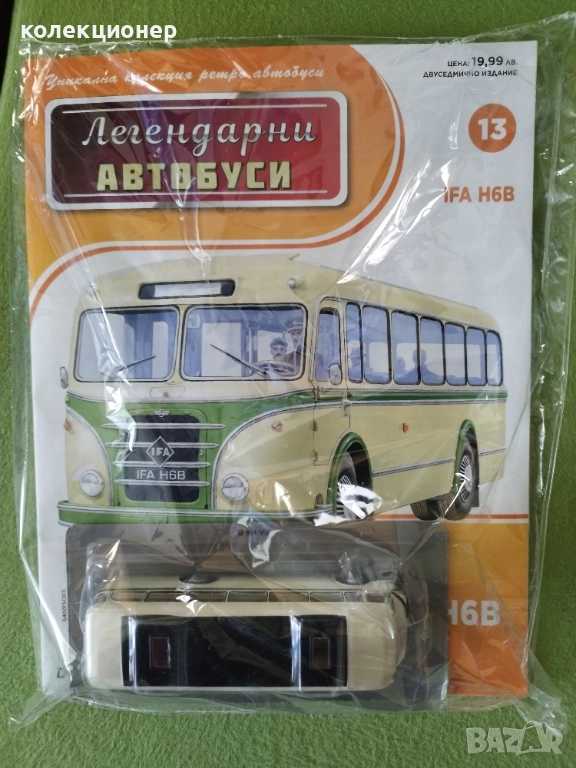 колекционер
Уникална колекция ретро автобуси
ЦЕНА: 19,99 ЛВ.
ДВУСЕДМИЧНО ИЗДАНИЕ
Легендарни
АВТОБУСИ
13
IFA H6B
IFA
IFA H6B
H6B
BAZAR